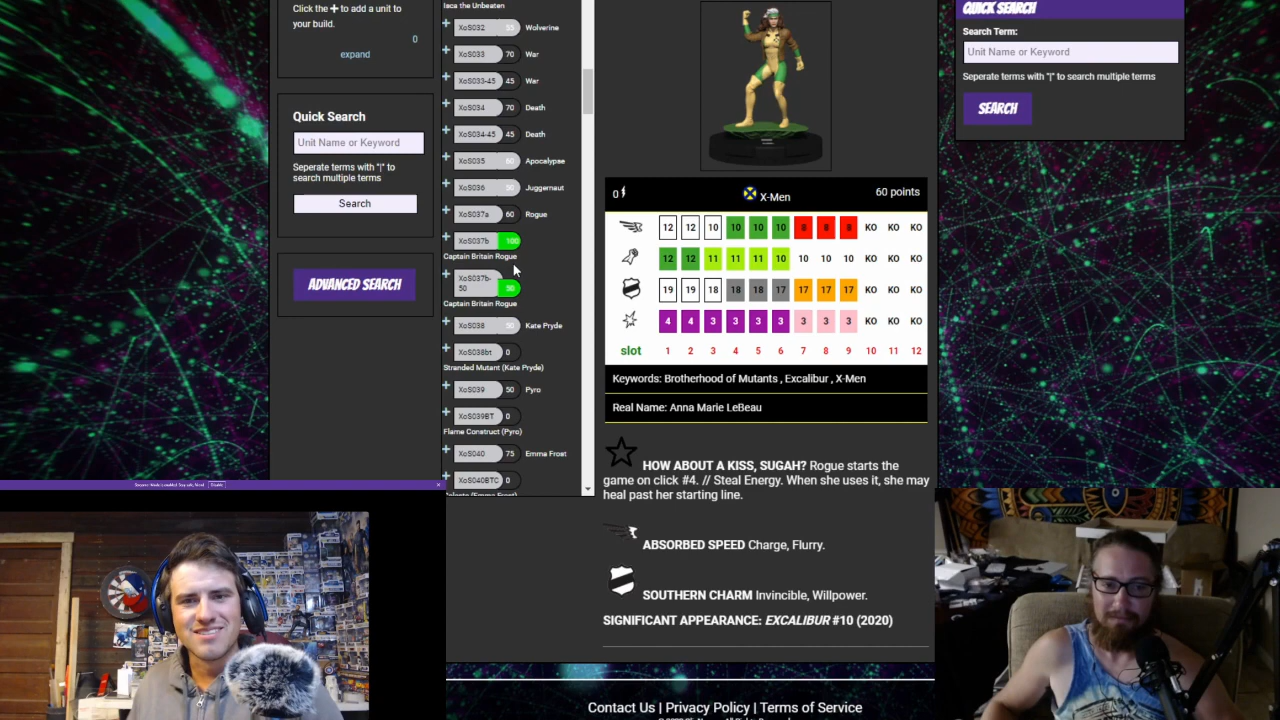 Click the + to add a unit to
your build.
0
expand
Quick Search
Unit Name or Keyword
Seperate terms with "|" to
search multiple terms
Search
ADVANCED SEARCH
Isca the Unbeaten
XoS032 55 Wolverine
XoS033 70 War
XoS033-45 45 War
XoS034 70 Death
XoS034-45 45 Death
XoS035 60 Apocalypse
XoS036 50 Juggernaut
XoS037a 60 Rogue
XoS037b 100
Captain Britain Rogue
XoS037b-
50 50
Captain Britain Rogue
XoS038 50 Kate Pryde
XoS038bt 0
Stranded Mutant (Kate Pryde)
XoS039 50 Pyro
XoS039BT 0
Flame Construct (Pyro)
XoS040 75 Emma Frost
XoS040BTC 0
0 X-Men 60 points
12 12 10 10 10 10 8 8 8 KO KO KO
12 12 11 11 11 10 10 10 10 KO KO KO
19 19 18 18 18 17 17 17 17 KO KO KO
4 4 3 3 3 3 3 3 3 KO KO KO
slot 1 2 3 4 5 6 7 8 9 10 11 12
Keywords: Brotherhood of Mutants , Excalibur , X-Men
Real Name: Anna Marie LeBeau
HOW ABOUT A KISS, SUGAH? Rogue starts the
game on click #4. // Steal Energy. When she uses it, she may
heal past her starting line.
ABSORBED SPEED Charge, Flurry.
SOUTHERN CHARM Invincible, Willpower.
SIGNIFICANT APPEARANCE: EXCALIBUR #10 (2020)
Contact Us | Privacy Policy | Terms of Service
QUICK SEARCH
Search Term:
Unit Name or Keyword
Seperate terms with "|" to search multiple terms
SEARCH